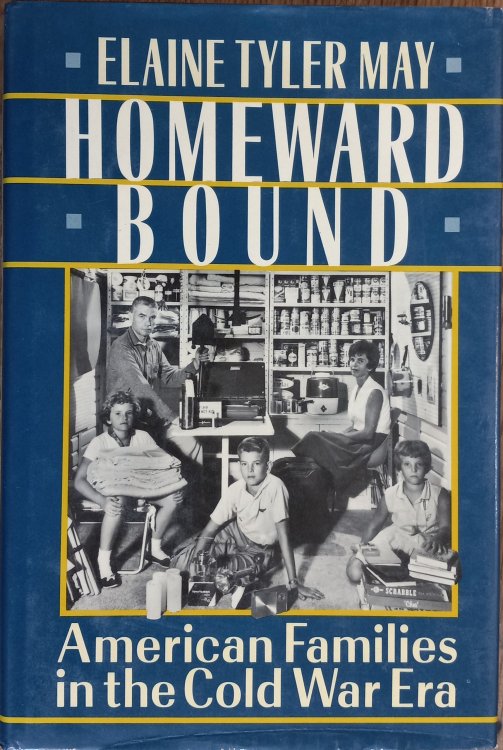 ELAINE TYLER MAY
HOMEWARD
BOUND
SCRABBLE
American Families
in the Cold War Era